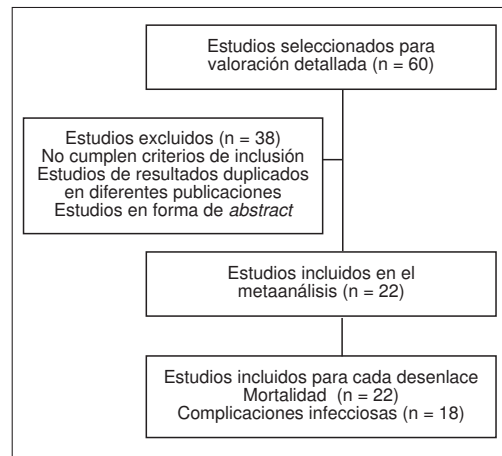 Estudios seleccionados para
valoración detallada (n = 60)
Estudios excluidos (n = 38)
No cumplen criterios de inclusión
Estudios de resultados duplicados
en diferentes publicaciones
Estudios en forma de abstract
Estudios incluidos en el
metaanálisis (n = 22)
Estudios incluidos para cada desenlace
Mortalidad (n = 22)
Complicaciones infecciosas (n = 18)